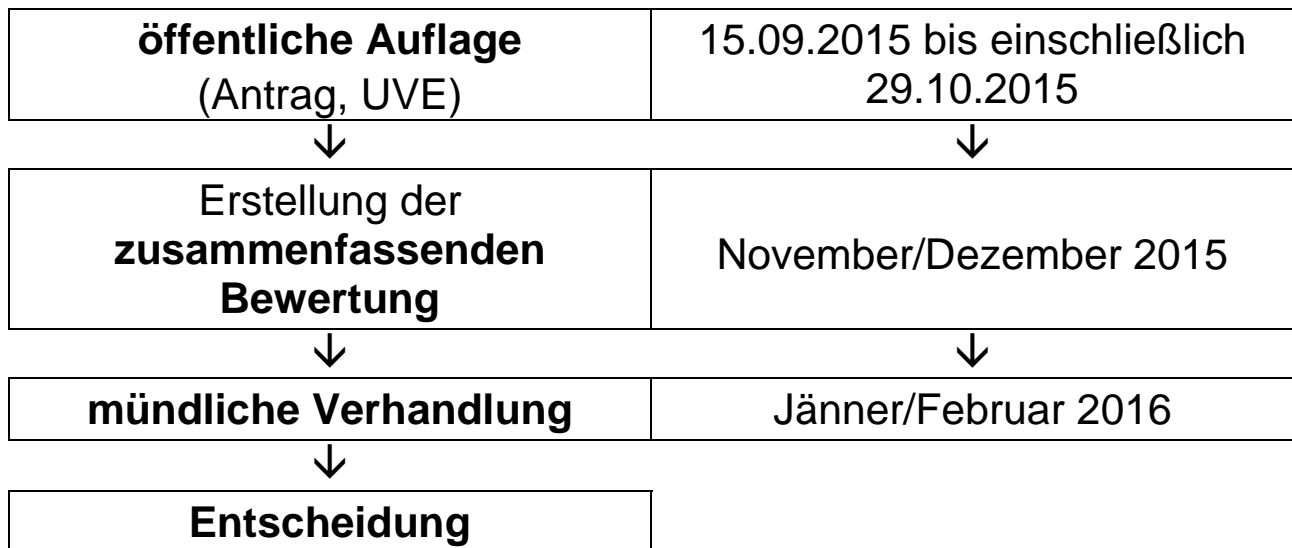 öffentliche Auflage
(Antrag, UVE)
15.09.2015 bis einschließlich
29.10.2015
Erstellung der
zusammenfassenden
Bewertung
November/Dezember 2015
mündliche Verhandlung
Jänner/Februar 2016
Entscheidung